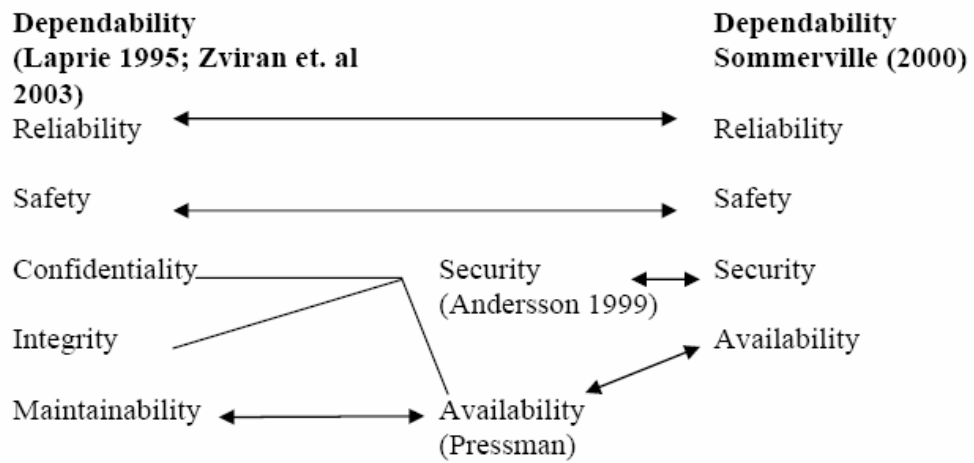 Dependability
(Laprie 1995; Zviran et. al
2003)
Reliability
Safety
Confidentiality
Integrity
Maintainability
Security
(Andersson 1999)
Availability
(Pressman)
Dependability
Sommerville (2000)
Reliability
Safety
Security
Availability